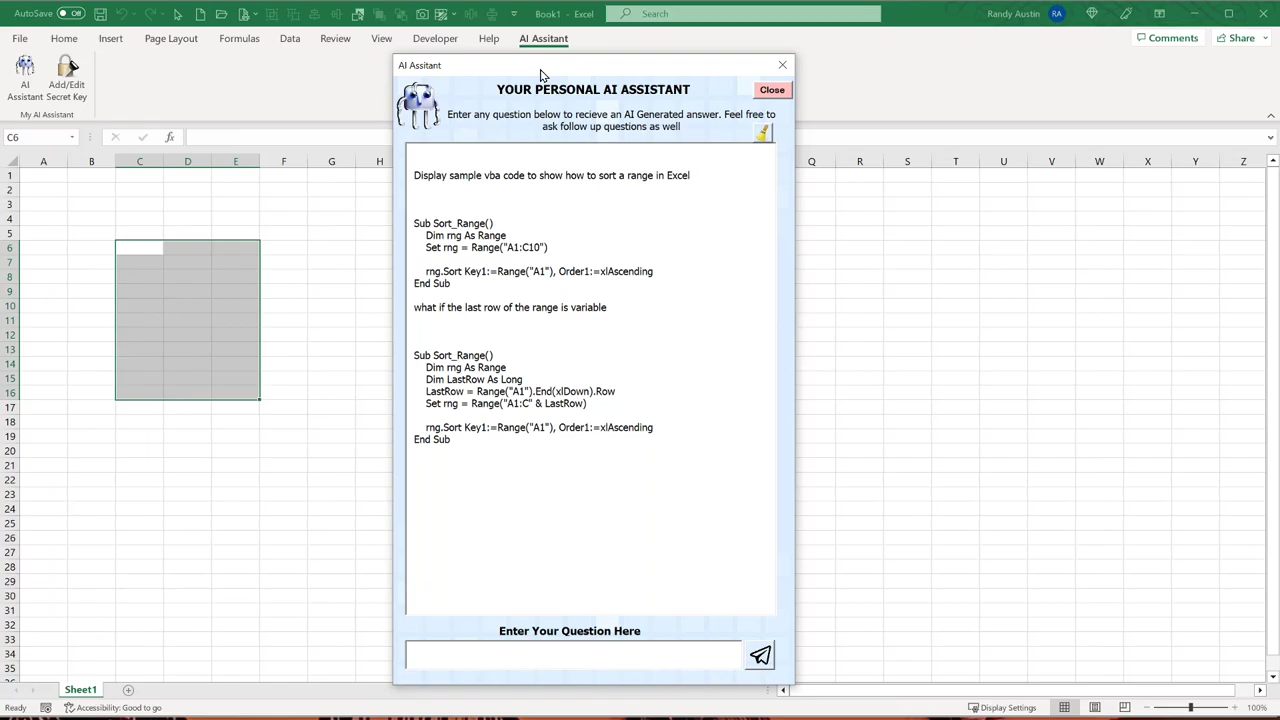 AutoSave Off Book1 - Excel Search Randy Austin RA
File Home Insert Page Layout Formulas Data Review View Developer Help AI Assitant Comments Share
AI Assitant
Close
YOUR PERSONAL AI ASSISTANT
Enter any question below to recieve an AI Generated answer. Feel free to
ask follow up questions as well
AI
Assistant
Add/Edit
Secret Key
My AI Assistant
C6 fx
A B C D E F G H Q R S T U V W X Y Z
1
2
3
4
5
6
7
8
9
10
11
12
13
14
15
16
17
18
19
20
21
22
23
24
25
26
27
28
29
30
31
32
33
34
35
Display sample vba code to show how to sort a range in Excel
Sub Sort_Range()
Dim rng As Range
Set rng = Range("A1:C10")
rng.Sort Key1:=Range("A1"), Order1:=xlAscending
End Sub
what if the last row of the range is variable
Sub Sort_Range()
Dim rng As Range
Dim LastRow As Long
LastRow = Range("A1").End(xlDown).Row
Set rng = Range("A1:C" & LastRow)
rng.Sort Key1:=Range("A1"), Order1:=xlAscending
End Sub
Enter Your Question Here
Sheet1
Ready Accessibility: Good to go Display Settings 100%